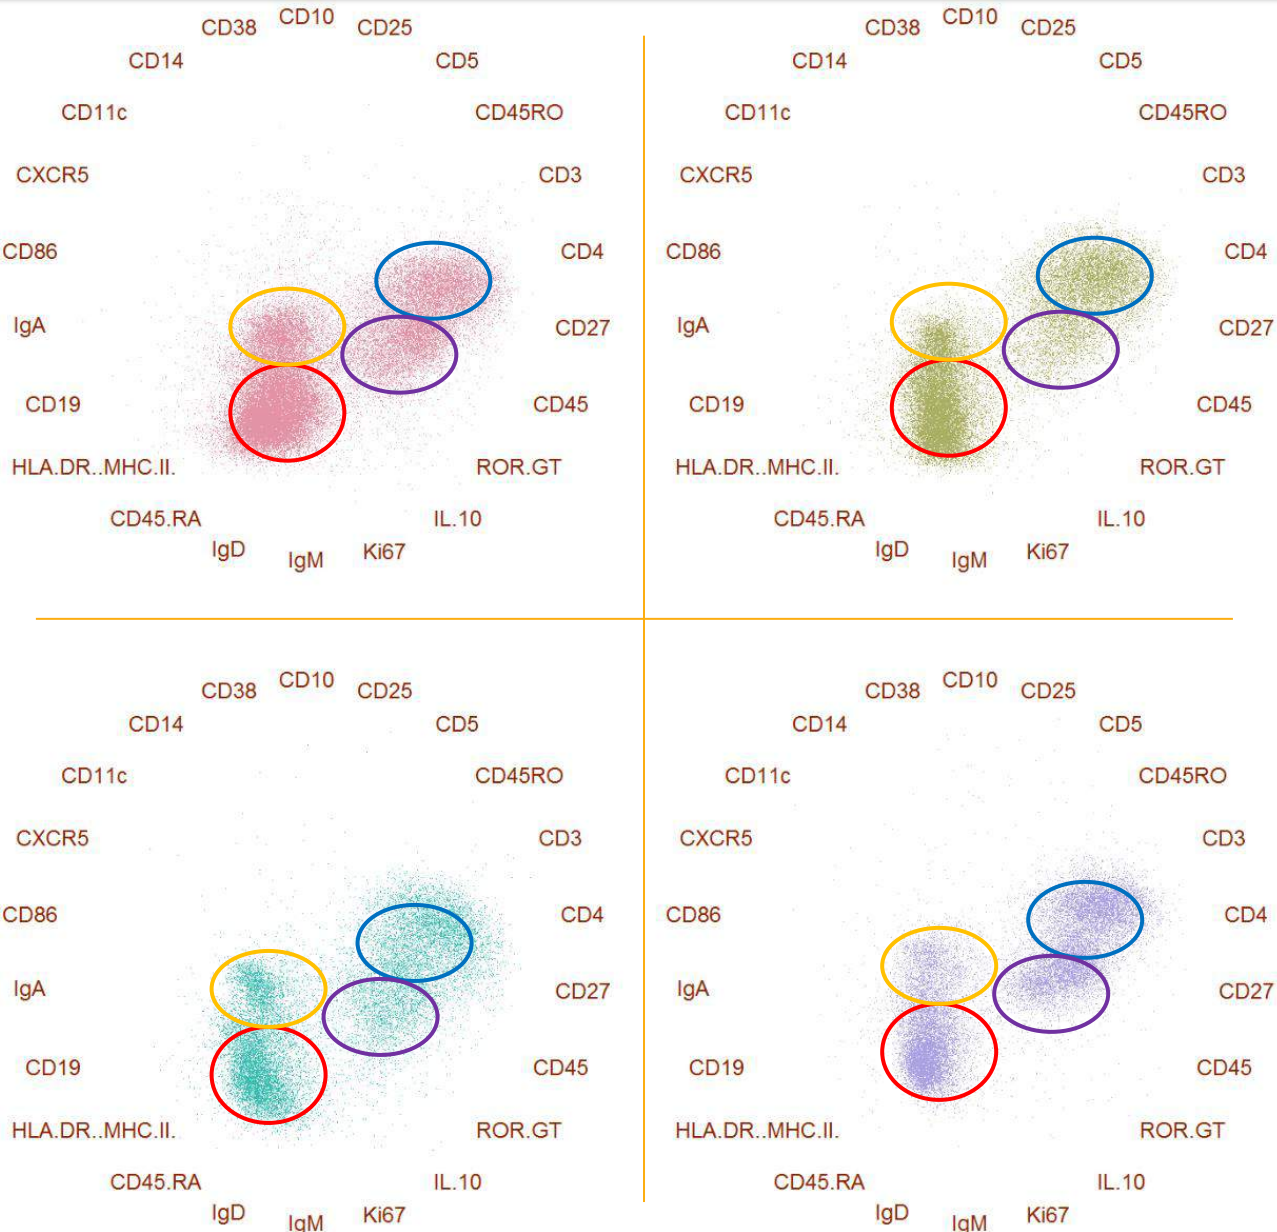 CD10
CD38
CD25
CD14
CD5
CD11c
CD45RO
CXCR5
CD3
CD86
CD4
IgA
CD27
CD19
CD45
HLA.DR..MHC.II.
ROR.GT
CD45.RA
IL.10
IgD
Ki67
IgM
CD10
CD38
CD25
CD14
CD5
CD11c
CD45RO
CXCR5
CD3
CD86
CD4
IgA
CD27
CD19
CD45
HLA.DR..MHC.II.
ROR.GT
CD45.RA
IL.10
IgD
Ki67
IgM
CD10
CD38
CD25
CD14
CD5
CD11c
CD45RO
CXCR5
CD3
CD86
CD4
IgA
CD27
CD19
CD45
HLA.DR..MHC.II.
ROR.GT
CD45.RA
IL.10
IgD
Ki67
IgM
CD10
CD38
CD25
CD14
CD5
CD11c
CD45RO
CXCR5
CD3
CD86
CD4
IgA
CD27
CD19
CD45
HLA.DR..MHC.II.
ROR.GT
CD45.RA
IL.10
IgD
Ki67
IgM